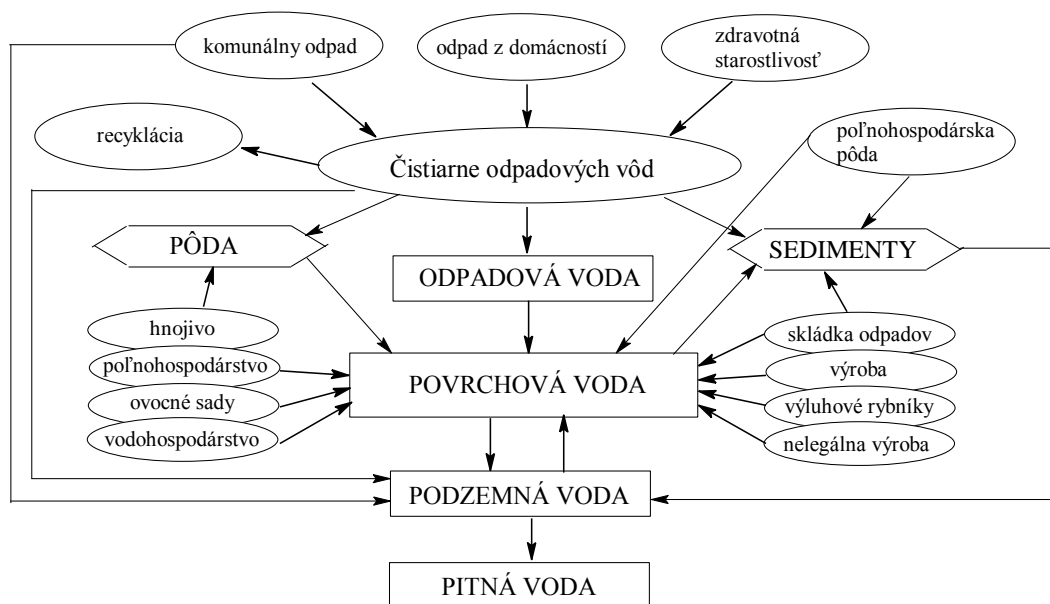 komunálny odpad
odpad z domácností
zdravotná
starostlivosť
recyklácia
poľnohospodárska
pôda
Čistiarne odpadových vôd
PÔDA
ODPADOVÁ VODA
SEDIMENTY
hnojivo
poľnohospodárstvo
ovocné sady
vodohospodárstvo
POVRCHOVÁ VODA
skládka odpadov
výroba
výluhové rybníky
nelegálna výroba
PODZEMNÁ VODA
PITNÁ VODA